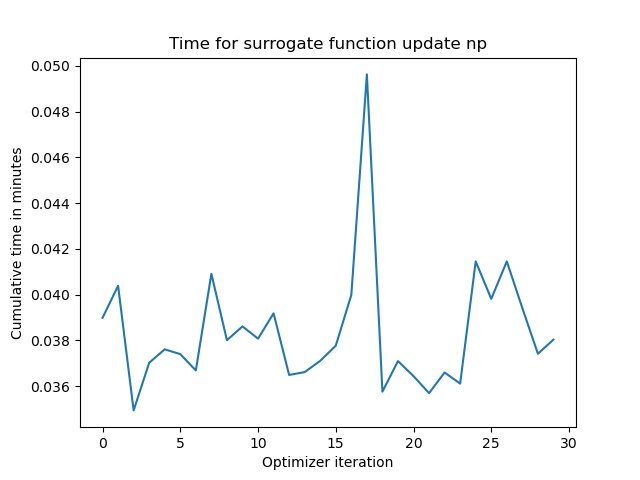 Time for surrogate function update np
Cumulative time in minutes
0.050
0.048
0.046
0.044
0.042
0.040
0.038
0.036
0 5 10 15 20 25 30
Optimizer iteration